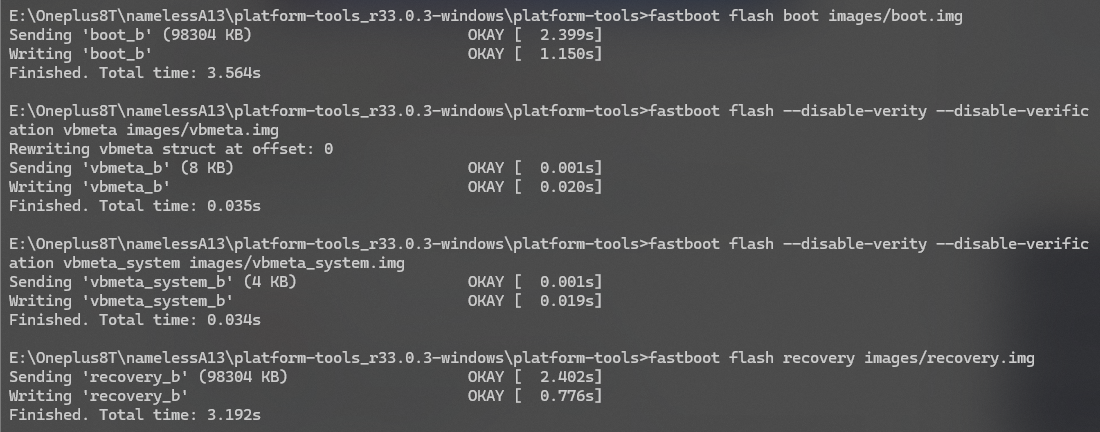 E:\Oneplus8T\namelessA13\platform-tools_r33.0.3-windows\platform-tools>fastboot flash boot images/boot.img
Sending 'boot_b' (98304 KB)                        OKAY [  2.399s]
Writing 'boot_b'                                   OKAY [  1.150s]
Finished. Total time: 3.564s

E:\Oneplus8T\namelessA13\platform-tools_r33.0.3-windows\platform-tools>fastboot flash --disable-verity --disable-verific
ation vbmeta images/vbmeta.img
Rewriting vbmeta struct at offset: 0
Sending 'vbmeta_b' (8 KB)                          OKAY [  0.001s]
Writing 'vbmeta_b'                                 OKAY [  0.020s]
Finished. Total time: 0.035s

E:\Oneplus8T\namelessA13\platform-tools_r33.0.3-windows\platform-tools>fastboot flash --disable-verity --disable-verific
ation vbmeta_system images/vbmeta_system.img
Sending 'vbmeta_system_b' (4 KB)                   OKAY [  0.001s]
Writing 'vbmeta_system_b'                          OKAY [  0.019s]
Finished. Total time: 0.034s

E:\Oneplus8T\namelessA13\platform-tools_r33.0.3-windows\platform-tools>fastboot flash recovery images/recovery.img
Sending 'recovery_b' (98304 KB)                    OKAY [  2.402s]
Writing 'recovery_b'                               OKAY [  0.776s]
Finished. Total time: 3.192s